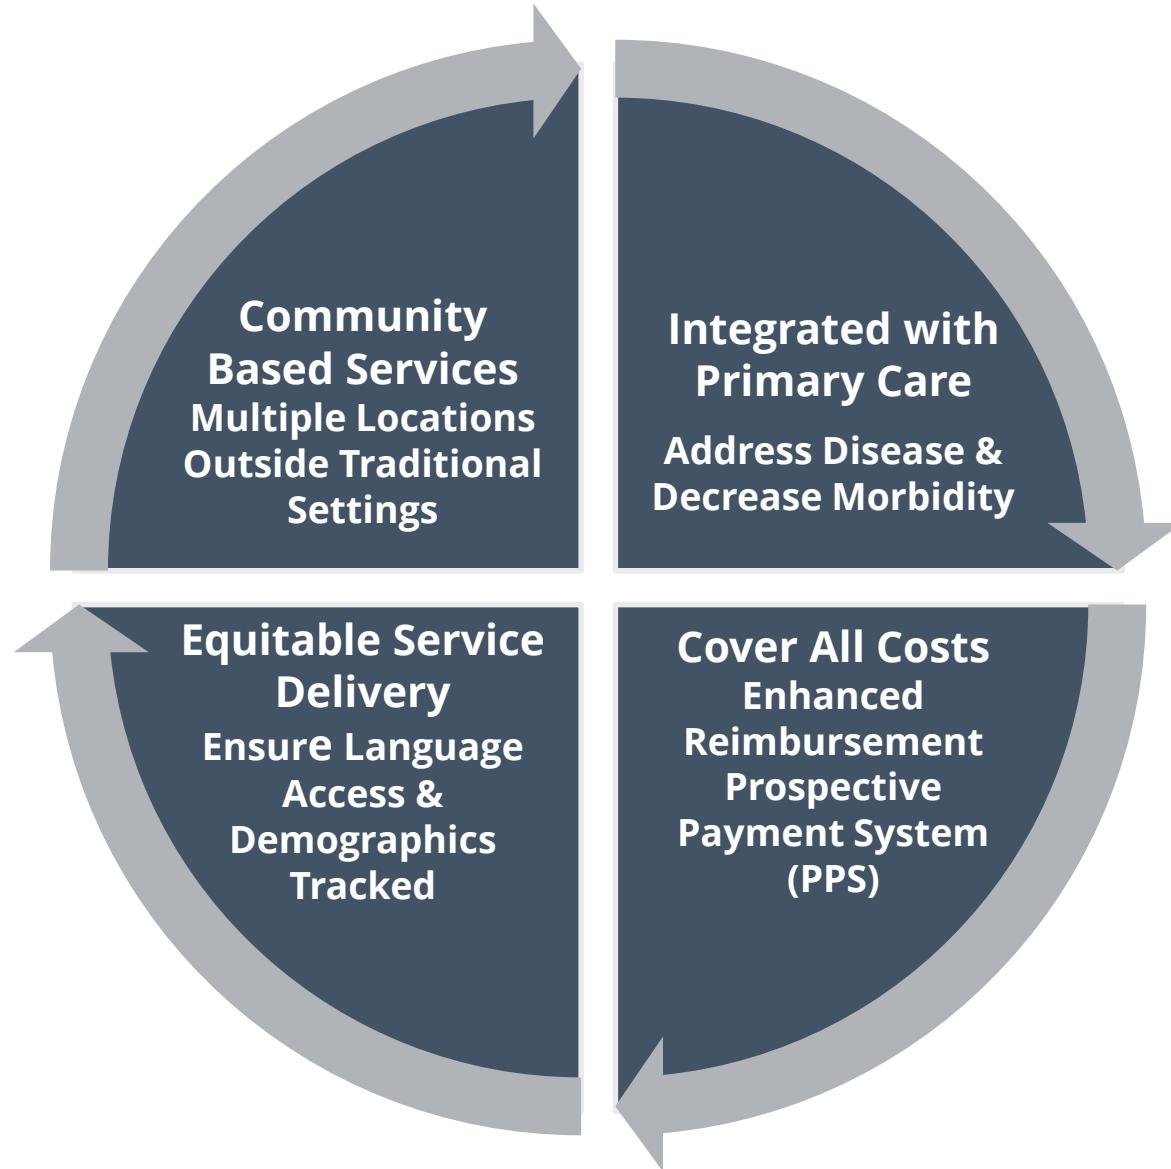 Community
Based Services
Multiple Locations
Outside Traditional
Settings
Integrated with
Primary Care
Address Disease &
Decrease Morbidity
Equitable Service
Delivery
Ensure Language
Access &
Demographics
Tracked
Cover All Costs
Enhanced
Reimbursement
Prospective
Payment System
(PPS)